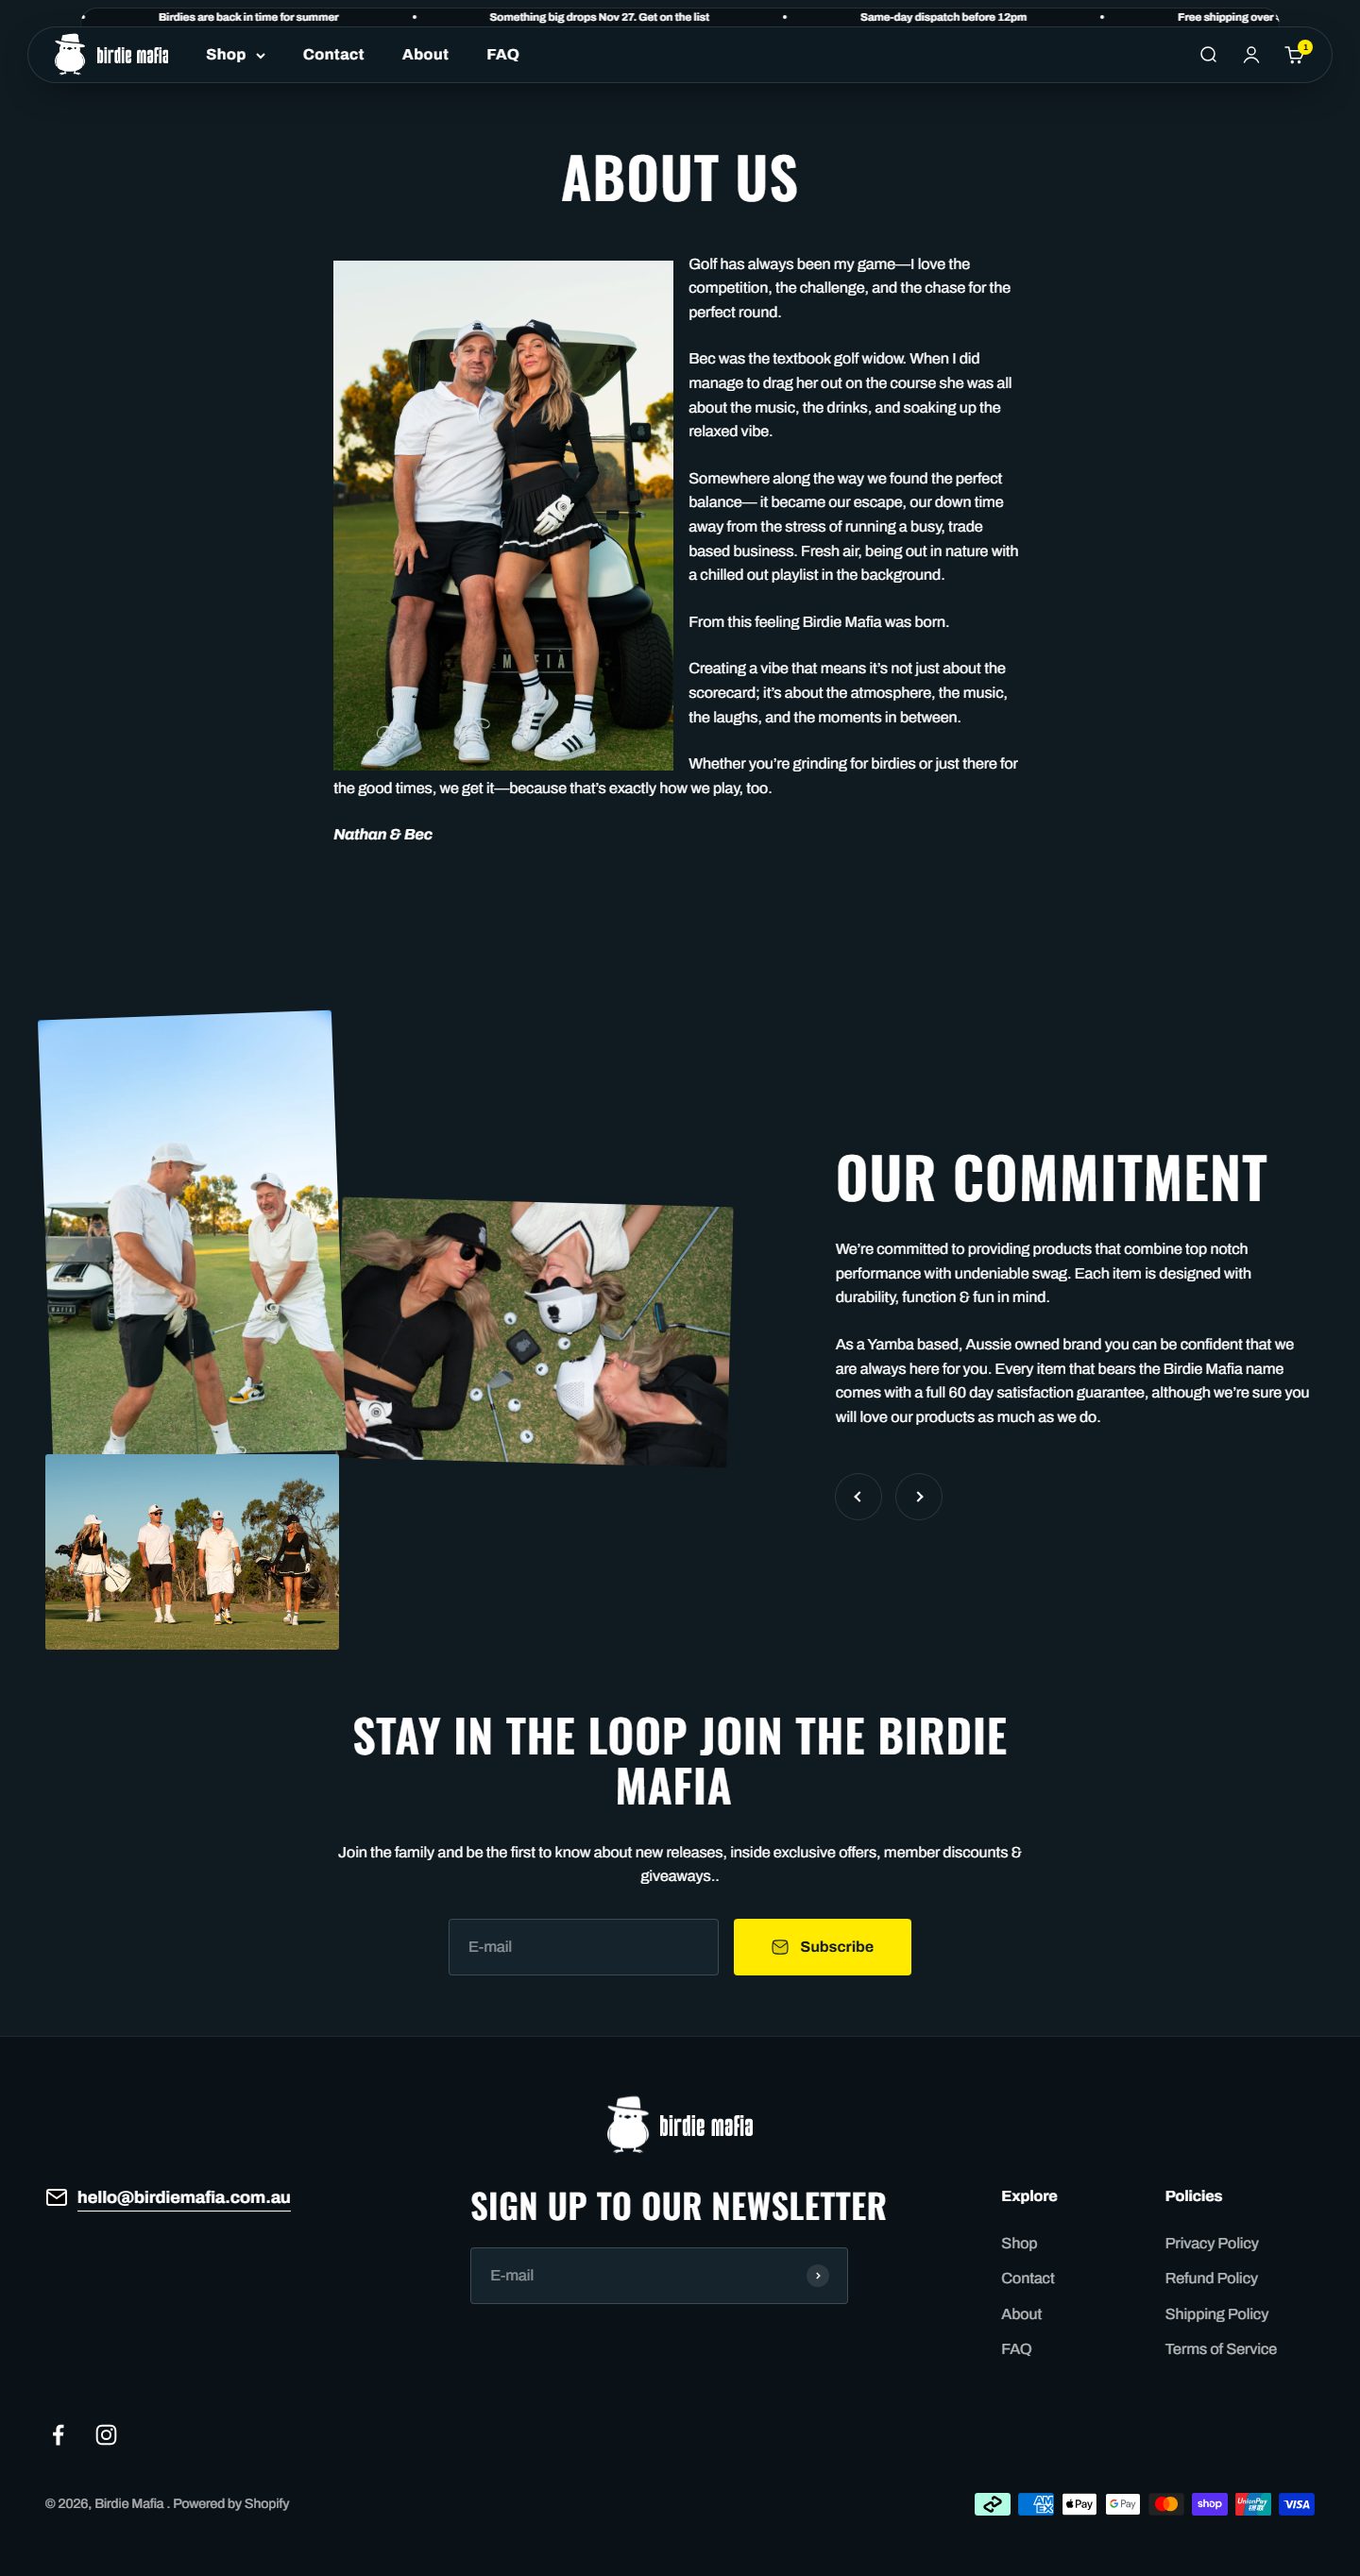 Birdies are back in time for summer • Something big drops Nov 27. Get on the list • Same-day dispatch before 12pm • Free shipping over
birdie mafia Shop Contact About FAQ 1
ABOUT US
Golf has always been my game—I love the
competition, the challenge, and the chase for the
perfect round.
Bec was the textbook golf widow. When I did
manage to drag her out on the course she was all
about the music, the drinks, and soaking up the
relaxed vibe.
Somewhere along the way we found the perfect
balance— it became our escape, our down time
away from the stress of running a busy, trade
based business. Fresh air, being out in nature with
a chilled out playlist in the background.
From this feeling Birdie Mafia was born.
Creating a vibe that means it’s not just about the
scorecard; it’s about the atmosphere, the music,
the laughs, and the moments in between.
Whether you’re grinding for birdies or just there for
the good times, we get it—because that’s exactly how we play, too.
Nathan & Bec
MAFIA
OUR COMMITMENT
We’re committed to providing products that combine top notch
performance with undeniable swag. Each item is designed with
durability, function & fun in mind.
As a Yamba based, Aussie owned brand you can be confident that we
are always here for you. Every item that bears the Birdie Mafia name
comes with a full 60 day satisfaction guarantee, although we’re sure you
will love our products as much as we do.
MAFIA
STAY IN THE LOOP JOIN THE BIRDIE
MAFIA
Join the family and be the first to know about new releases, inside exclusive offers, member discounts &
giveaways..
E-mail
Subscribe
birdie mafia
hello@birdiemafia.com.au
SIGN UP TO OUR NEWSLETTER
E-mail
Explore
Shop
Contact
About
FAQ
Policies
Privacy Policy
Refund Policy
Shipping Policy
Terms of Service
© 2026, Birdie Mafia . Powered by Shopify
AMEX Pay G Pay shop UnionPay 银联 VISA